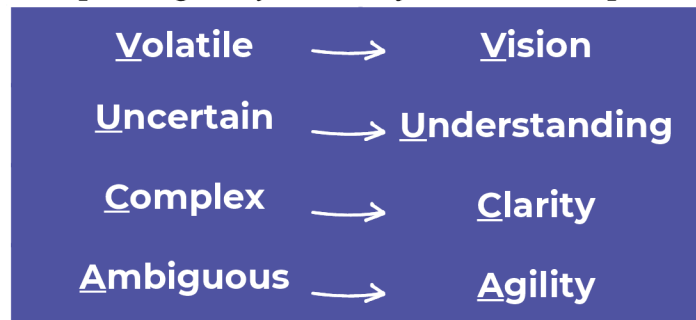 Volatile → Vision
Uncertain → Understanding
Complex → Clarity
Ambiguous → Agility